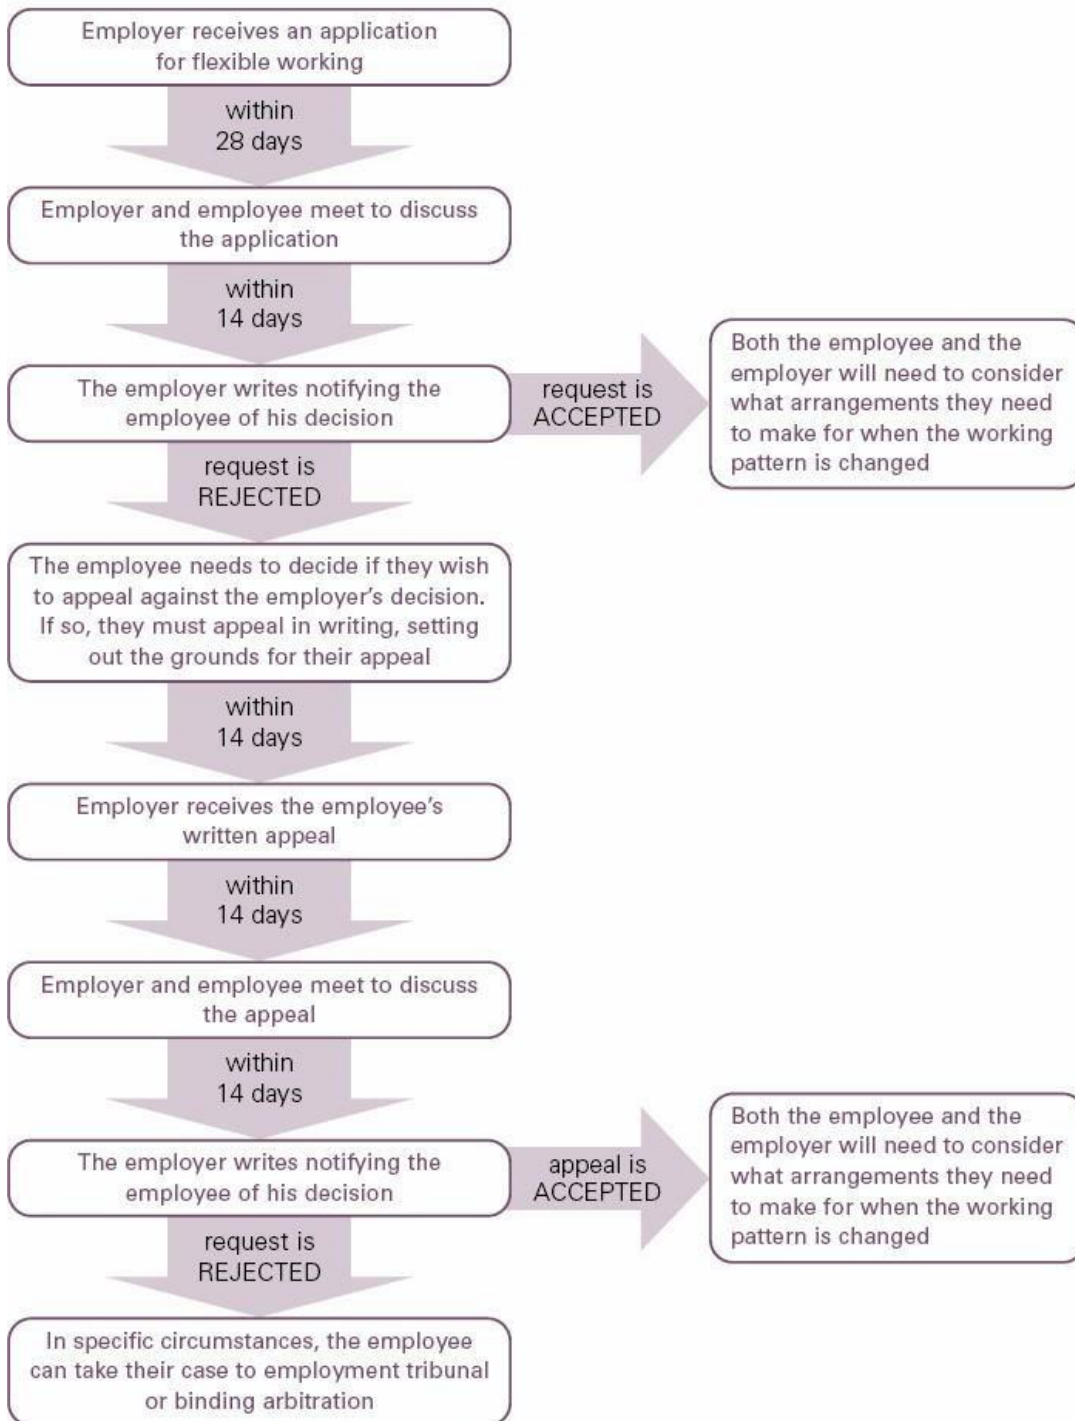 Employer receives an application
for flexible working
within
28 days
Employer and employee meet to discuss
the application
within
14 days
The employer writes notifying the
employee of his decision
request is
ACCEPTED
Both the employee and the
employer will need to consider
what arrangements they need
to make for when the working
pattern is changed
request is
REJECTED
The employee needs to decide if they wish
to appeal against the employer's decision.
If so, they must appeal in writing, setting
out the grounds for their appeal
within
14 days
Employer receives the employee's
written appeal
within
14 days
Employer and employee meet to discuss
the appeal
within
14 days
The employer writes notifying the
employee of his decision
appeal is
ACCEPTED
Both the employee and the
employer will need to consider
what arrangements they need
to make for when the working
pattern is changed
request is
REJECTED
In specific circumstances, the employee
can take their case to employment tribunal
or binding arbitration